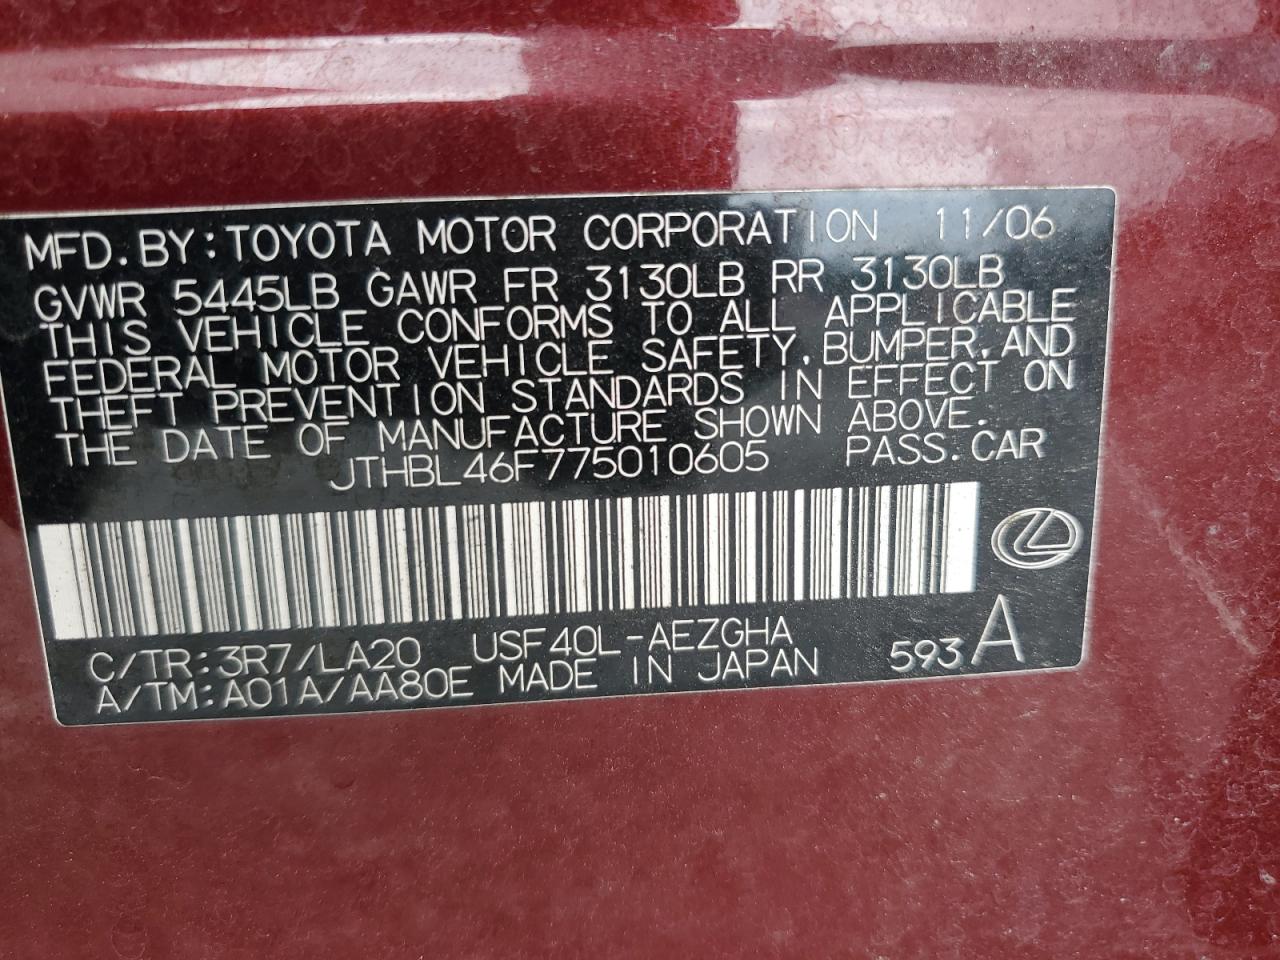 MFD. BY: TOYOTA MOTOR CORPORATION 11/06
GVWR 5445LB GAWR FR 3130LB RR 3130LB
THIS VEHICLE CONFORMS TO ALL APPLICABLE
FEDERAL MOTOR VEHICLE SAFETY, BUMPER, AND
THEFT PREVENTION STANDARDS IN EFFECT ON
THE DATE OF MANUFACTURE SHOWN ABOVE.
JTHBL46F775010605 PASS. CAR
C/TR: 3R7/LA20 USF40L-AEZGHA
A/TM: A01A/AA80E MADE IN JAPAN 593 A